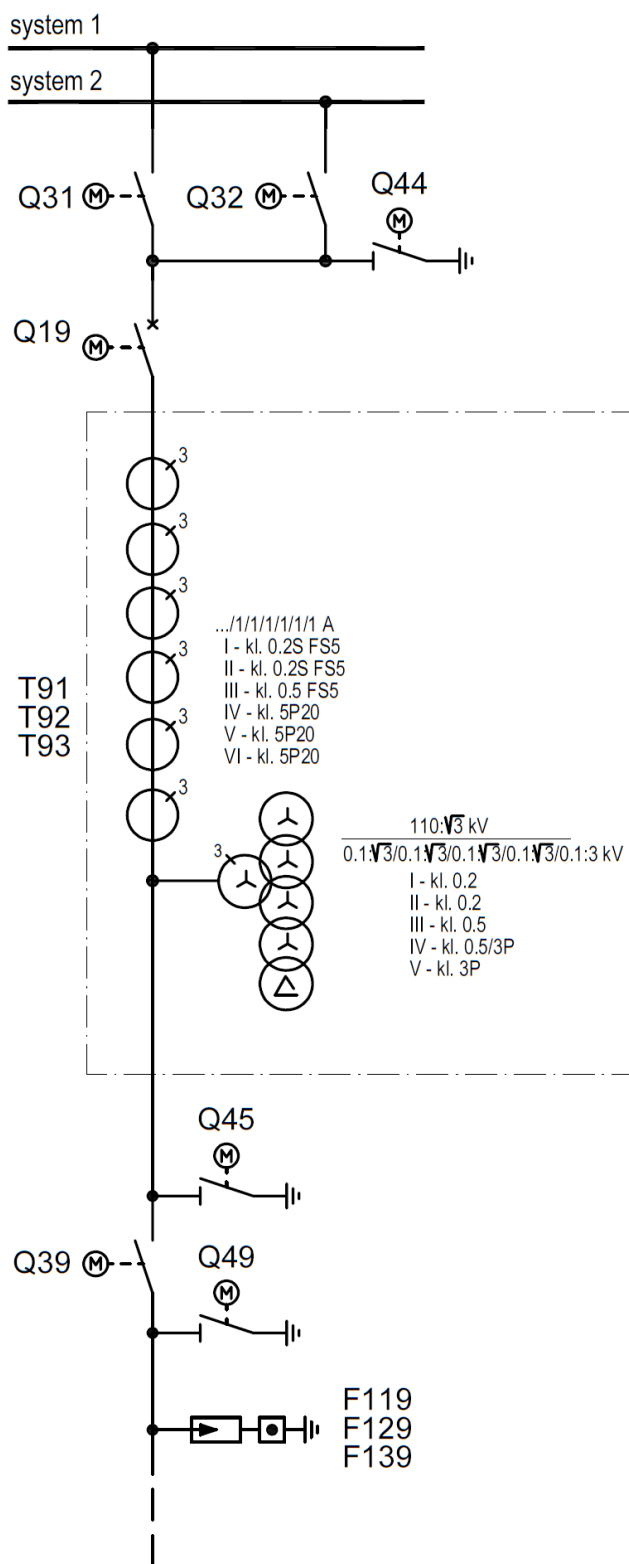 system 1
system 2
Q31 M
Q32 M
Q44
M
Q19 M
3
3
3
3
3
3
T91
T92
T93
.../1/1/1/1/1/1 A
I - kl. 0.2S FS5
II - kl. 0.2S FS5
III - kl. 0.5 FS5
IV - kl. 5P20
V - kl. 5P20
VI - kl. 5P20
3
110:√3 kV
0.1:√3/0.1:√3/0.1:√3/0.1:√3/0.1:3 kV
I - kl. 0.2
II - kl. 0.2
III - kl. 0.5
IV - kl. 0.5/3P
V - kl. 3P
Q45
M
Q39 M
Q49
M
F119
F129
F139